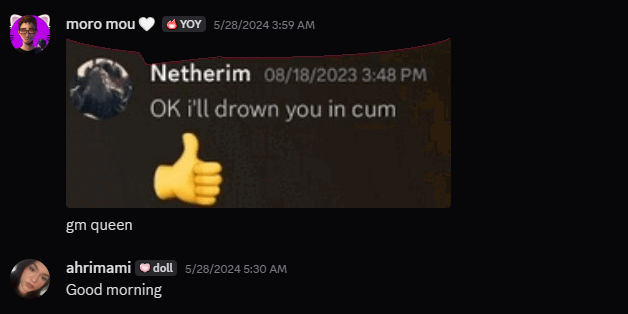 moro mou🤍 🔥 YOY 5/28/2024 3:59 AM
Netherim 08/18/2023 3:48 PM
OK i'll drown you in cum
👍
gm queen
ahrimami 🩷 doll 5/28/2024 5:30 AM
Good morning